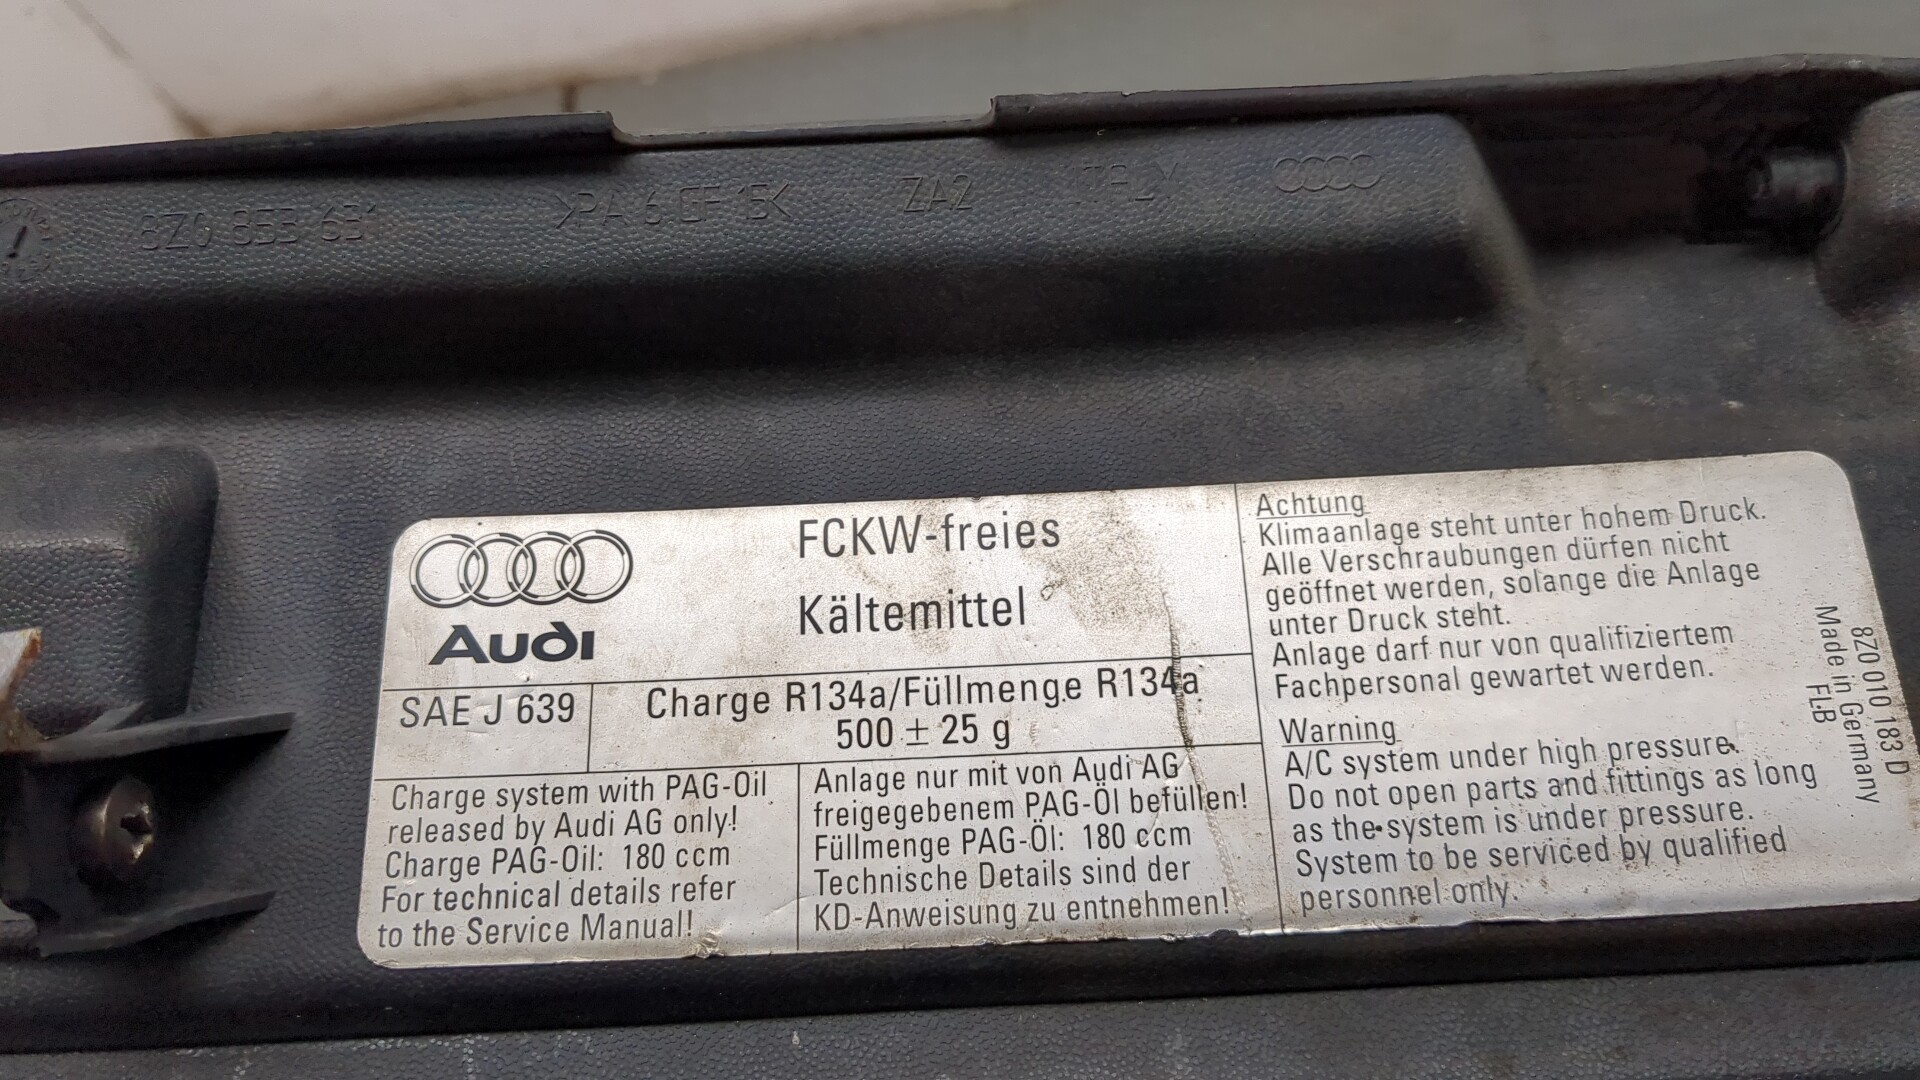 8Z0 853 631 >PA 6 GF 15< ZA2 ITALY
Audi
FCKW-freies
Kältemittel
SAE J 639
Charge R134a/Füllmenge R134a
500 ± 25 g
Charge system with PAG-Oil
released by Audi AG only!
Charge PAG-Oil: 180 ccm
For technical details refer
to the Service Manual!
Anlage nur mit von Audi AG
freigegebenem PAG-Öl befüllen!
Füllmenge PAG-Öl: 180 ccm
Technische Details sind der
KD-Anweisung zu entnehmen!
Achtung
Klimaanlage steht unter hohem Druck.
Alle Verschraubungen dürfen nicht
geöffnet werden, solange die Anlage
unter Druck steht.
Anlage darf nur von qualifiziertem
Fachpersonal gewartet werden.
Warning
A/C system under high pressure.
Do not open parts and fittings as long
as the system is under pressure.
System to be serviced by qualified
personnel only.
8Z0 010 183 D
Made in Germany
FLB